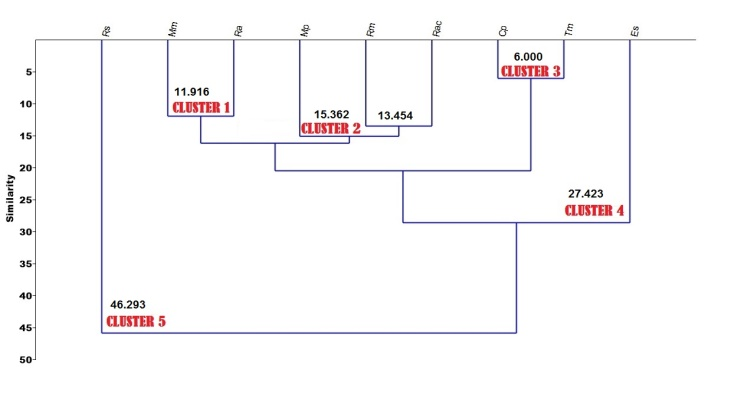 Rs Mm Ra Mp Rm Rac Cp Tm Es
6.000
CLUSTER 3
5
11.916
CLUSTER 1
10
15.362
13.454
CLUSTER 2
15
20
27.423
CLUSTER 4
25
30
35
40
46.293
CLUSTER 5
45
50
Similarity